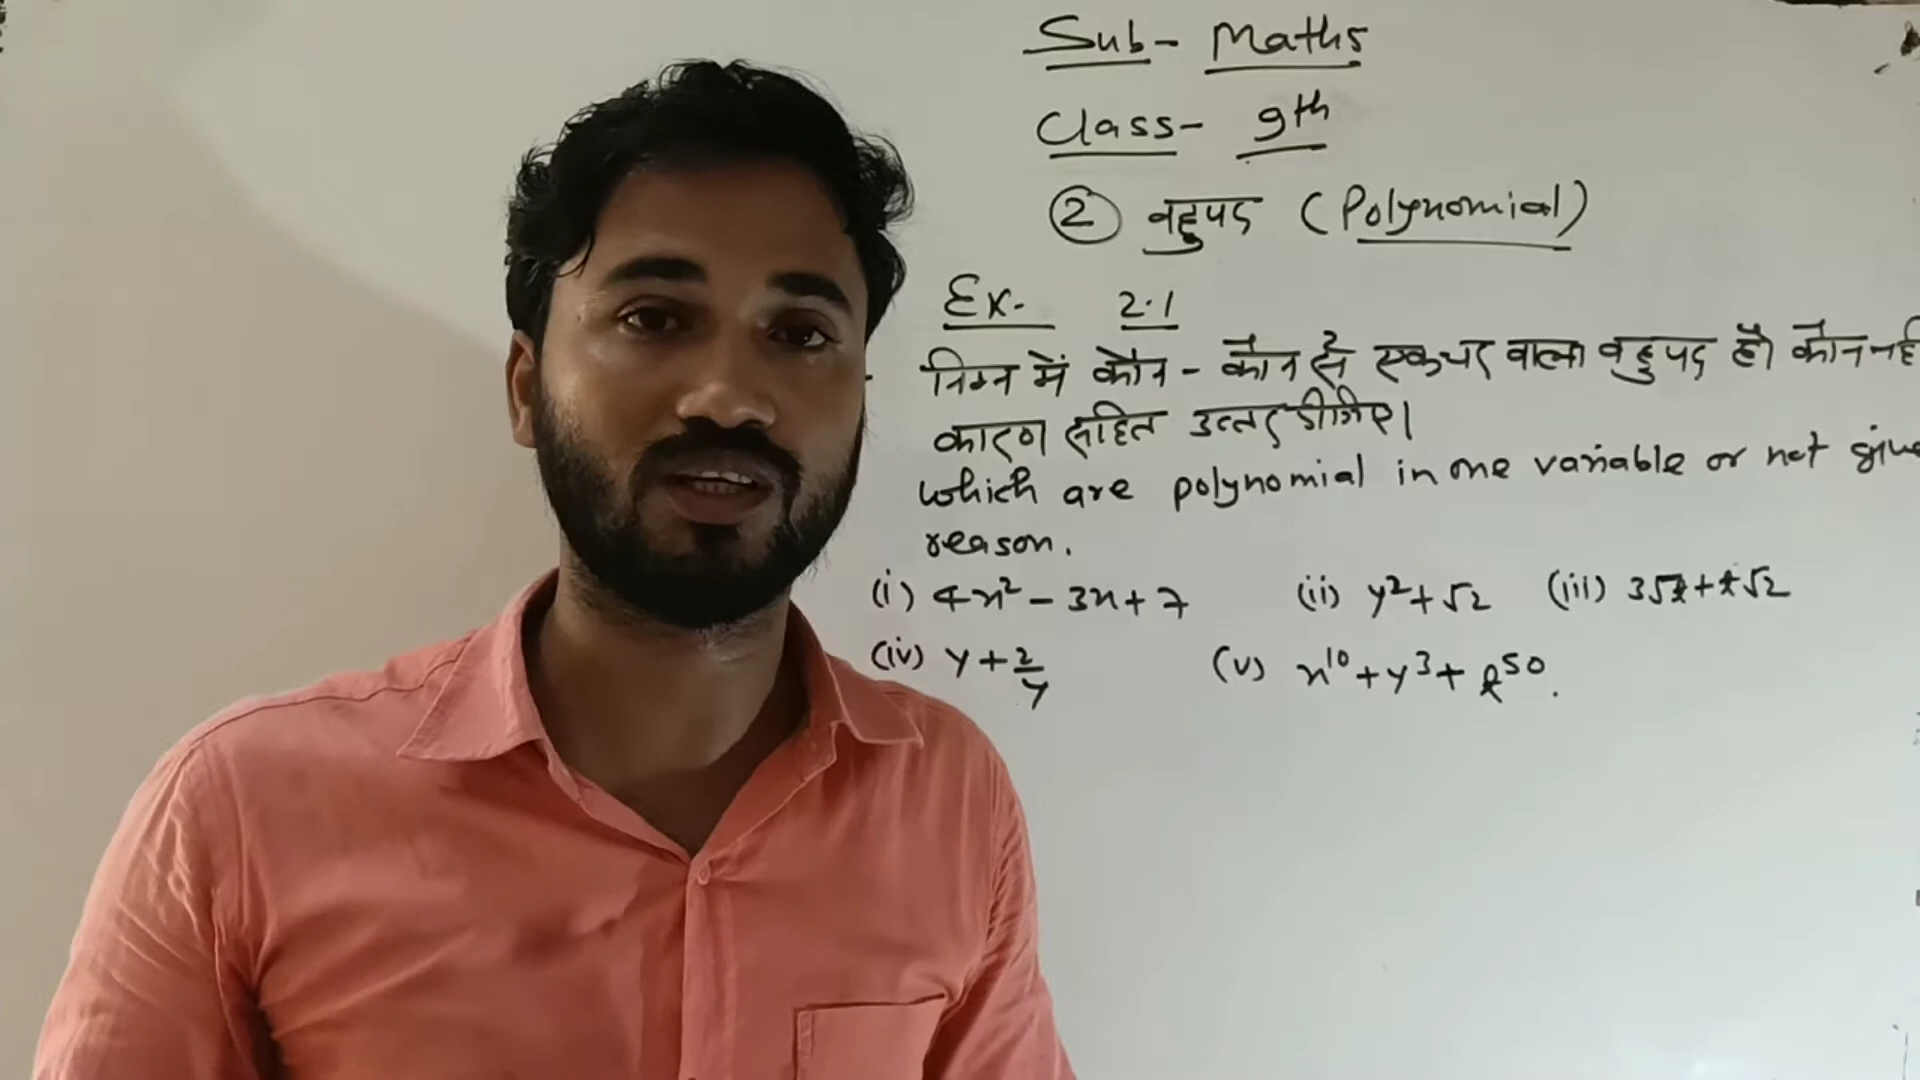 Sub- Maths
Class- 9th
② बहुपद (Polynomial)
Ex- 2.1
निम्न में कौन-कौन से एकचर वाला बहुपद है। कौन नही
कारण सहित उत्तर दीजिए।
which are polynomial in one variable or not give
reason.
(i) 4x² - 3x + 7 (ii) y² + √2 (iii) 3√t + t√2
(iv) y + 2/y (v) x¹⁰ + y³ + t⁵⁰.